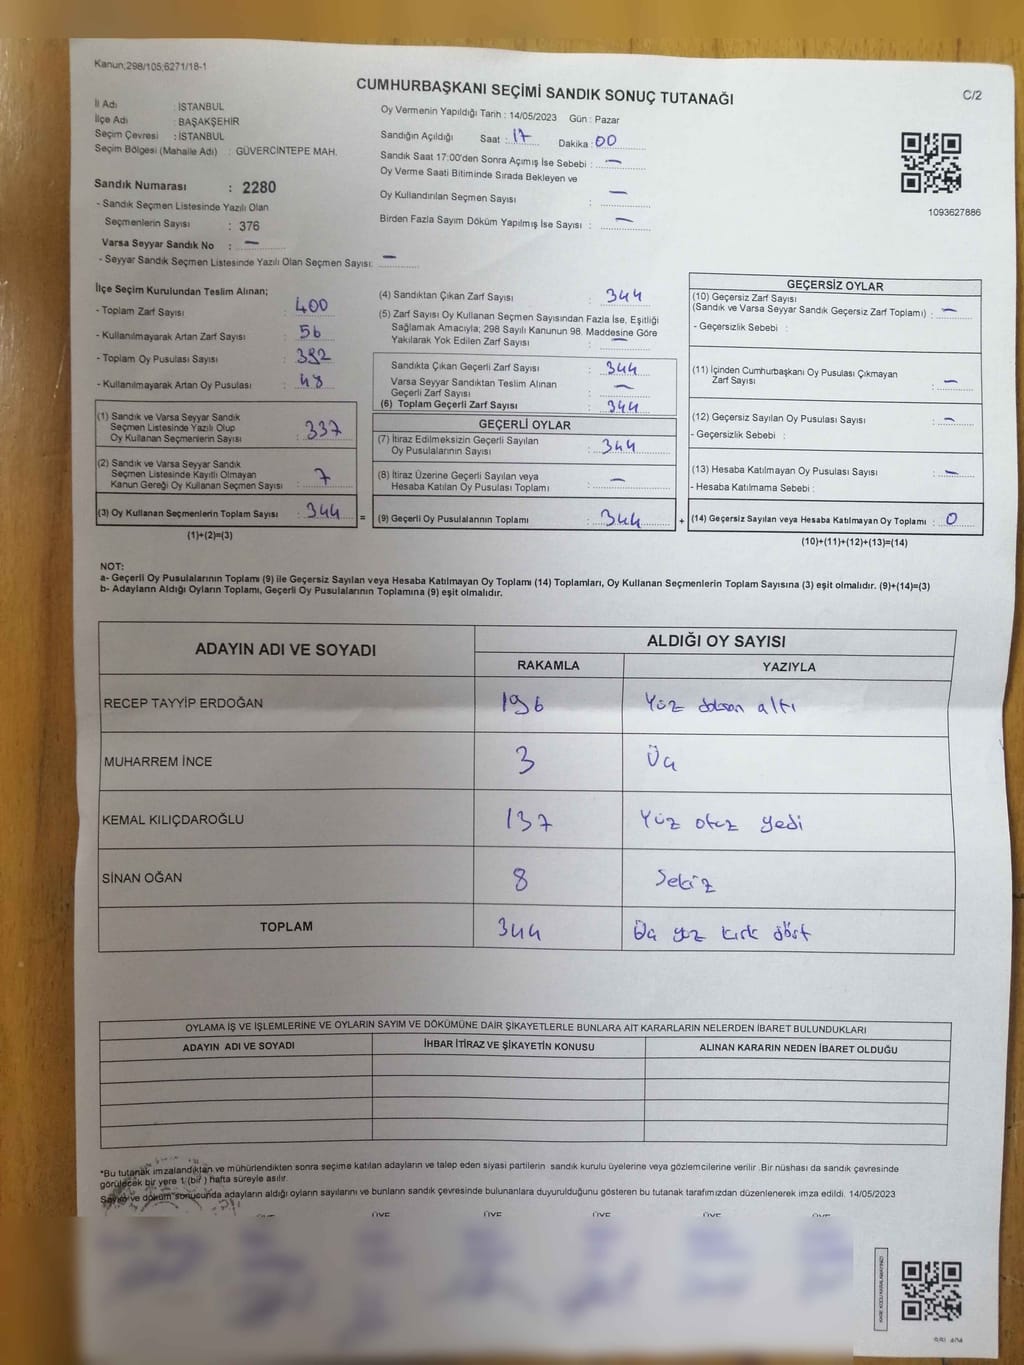 Kanun;298/105;6271/18-1
CUMHURBAŞKANI SEÇİMİ SANDIK SONUÇ TUTANAĞI
C/2
İl Adı : İSTANBUL
İlçe Adı : BAŞAKŞEHİR
Seçim Çevresi : İSTANBUL
Seçim Bölgesi (Mahalle Adı) : GÜVERCİNTEPE MAH.
Sandık Numarası : 2280
- Sandık Seçmen Listesinde Yazılı Olan
Seçmenlerin Sayısı : 376
Varsa Seyyar Sandık No : —
- Seyyar Sandık Seçmen Listesinde Yazılı Olan Seçmen Sayısı: —
Oy Vermenin Yapıldığı Tarih : 14/05/2023 Gün : Pazar
Sandığın Açıldığı Saat : 17 Dakika : 00
Sandık Saat 17:00'den Sonra Açımış İse Sebebi : —
Oy Verme Saati Bitiminde Sırada Bekleyen ve
Oy Kullandırılan Seçmen Sayısı : —
Birden Fazla Sayım Döküm Yapılmış İse Sayısı : —
1093627886
İlçe Seçim Kurulundan Teslim Alınan;
- Toplam Zarf Sayısı : 400
- Kullanılmayarak Artan Zarf Sayısı : 56
- Toplam Oy Pusulası Sayısı : 392
- Kullanılmayarak Artan Oy Pusulası : 48
(1) Sandık ve Varsa Seyyar Sandık
Seçmen Listesinde Yazılı Olup
Oy Kullanan Seçmenlerin Sayısı : 337
(2) Sandık ve Varsa Seyyar Sandık
Seçmen Listesinde Kayıtlı Olmayan
Kanun Gereği Oy Kullanan Seçmen Sayısı : 7
(3) Oy Kullanan Seçmenlerin Toplam Sayısı : 344 =
(1)+(2)=(3)
(4) Sandıktan Çıkan Zarf Sayısı : 344
(5) Zarf Sayısı Oy Kullanan Seçmen Sayısından Fazla İse, Eşitliği
Sağlamak Amacıyla; 298 Sayılı Kanunun 98. Maddesine Göre
Yakılarak Yok Edilen Zarf Sayısı : —
Sandıkta Çıkan Geçerli Zarf Sayısı : 344
Varsa Seyyar Sandıktan Teslim Alınan
Geçerli Zarf Sayısı : —
(6) Toplam Geçerli Zarf Sayısı : 344
GEÇERLİ OYLAR
(7) İtiraz Edilmeksizin Geçerli Sayılan
Oy Pusulalarının Sayısı : 344
(8) İtiraz Üzerine Geçerli Sayılan veya
Hesaba Katılan Oy Pusulası Toplamı : —
(9) Geçerli Oy Pusulalarının Toplamı : 344 +
GEÇERSİZ OYLAR
(10) Geçersiz Zarf Sayısı
(Sandık ve Varsa Seyyar Sandık Geçersiz Zarf Toplamı) : —
- Geçersizlik Sebebi :
(11) İçinden Cumhurbaşkanı Oy Pusulası Çıkmayan
Zarf Sayısı : —
(12) Geçersiz Sayılan Oy Pusulası Sayısı : —
- Geçersizlik Sebebi :
(13) Hesaba Katılmayan Oy Pusulası Sayısı : —
- Hesaba Katılmama Sebebi :
(14) Geçersiz Sayılan veya Hesaba Katılmayan Oy Toplamı : 0
(10)+(11)+(12)+(13)=(14)
NOT:
a- Geçerli Oy Pusulalarının Toplamı (9) ile Geçersiz Sayılan veya Hesaba Katılmayan Oy Toplamı (14) Toplamları, Oy Kullanan Seçmenlerin Toplam Sayısına (3) eşit olmalıdır. (9)+(14)=(3)
b- Adayların Aldığı Oyların Toplamı, Geçerli Oy Pusulalarının Toplamına (9) eşit olmalıdır.
ADAYIN ADI VE SOYADI ALDIĞI OY SAYISI
RAKAMLA YAZIYLA
RECEP TAYYİP ERDOĞAN 196 Yüz doksan altı
MUHARREM İNCE 3 Üç
KEMAL KILIÇDAROĞLU 137 Yüz otuz yedi
SİNAN OĞAN 8 Sekiz
TOPLAM 344 Üç yüz kırk dört
OYLAMA İŞ VE İŞLEMLERİNE VE OYLARIN SAYIM VE DÖKÜMÜNE DAİR ŞİKAYETLERLE BUNLARA AİT KARARLARIN NELERDEN İBARET BULUNDUKLARI
ADAYIN ADI VE SOYADI İHBAR İTİRAZ VE ŞİKAYETİN KONUSU ALINAN KARARIN NEDEN İBARET OLDUĞU
*Bu tutanak imzalandıktan ve mühürlendikten sonra seçime katılan adayların ve talep eden siyasi partilerin sandık kurulu üyelerine veya gözlemcilerine verilir .Bir nüshası da sandık çevresinde
görülecek bir yere 1 (bir ) hafta süreyle asılır.
Sayım ve döküm sonucunda adayların aldığı oyların sayılarını ve bunların sandık çevresinde bulunanlara duyurulduğunu gösteren bu tutanak tarafımızdan düzenlenerek imza edildi. 14/05/2023
ÜYE ÜYE ÜYE ÜYE ÜYE ÜYE